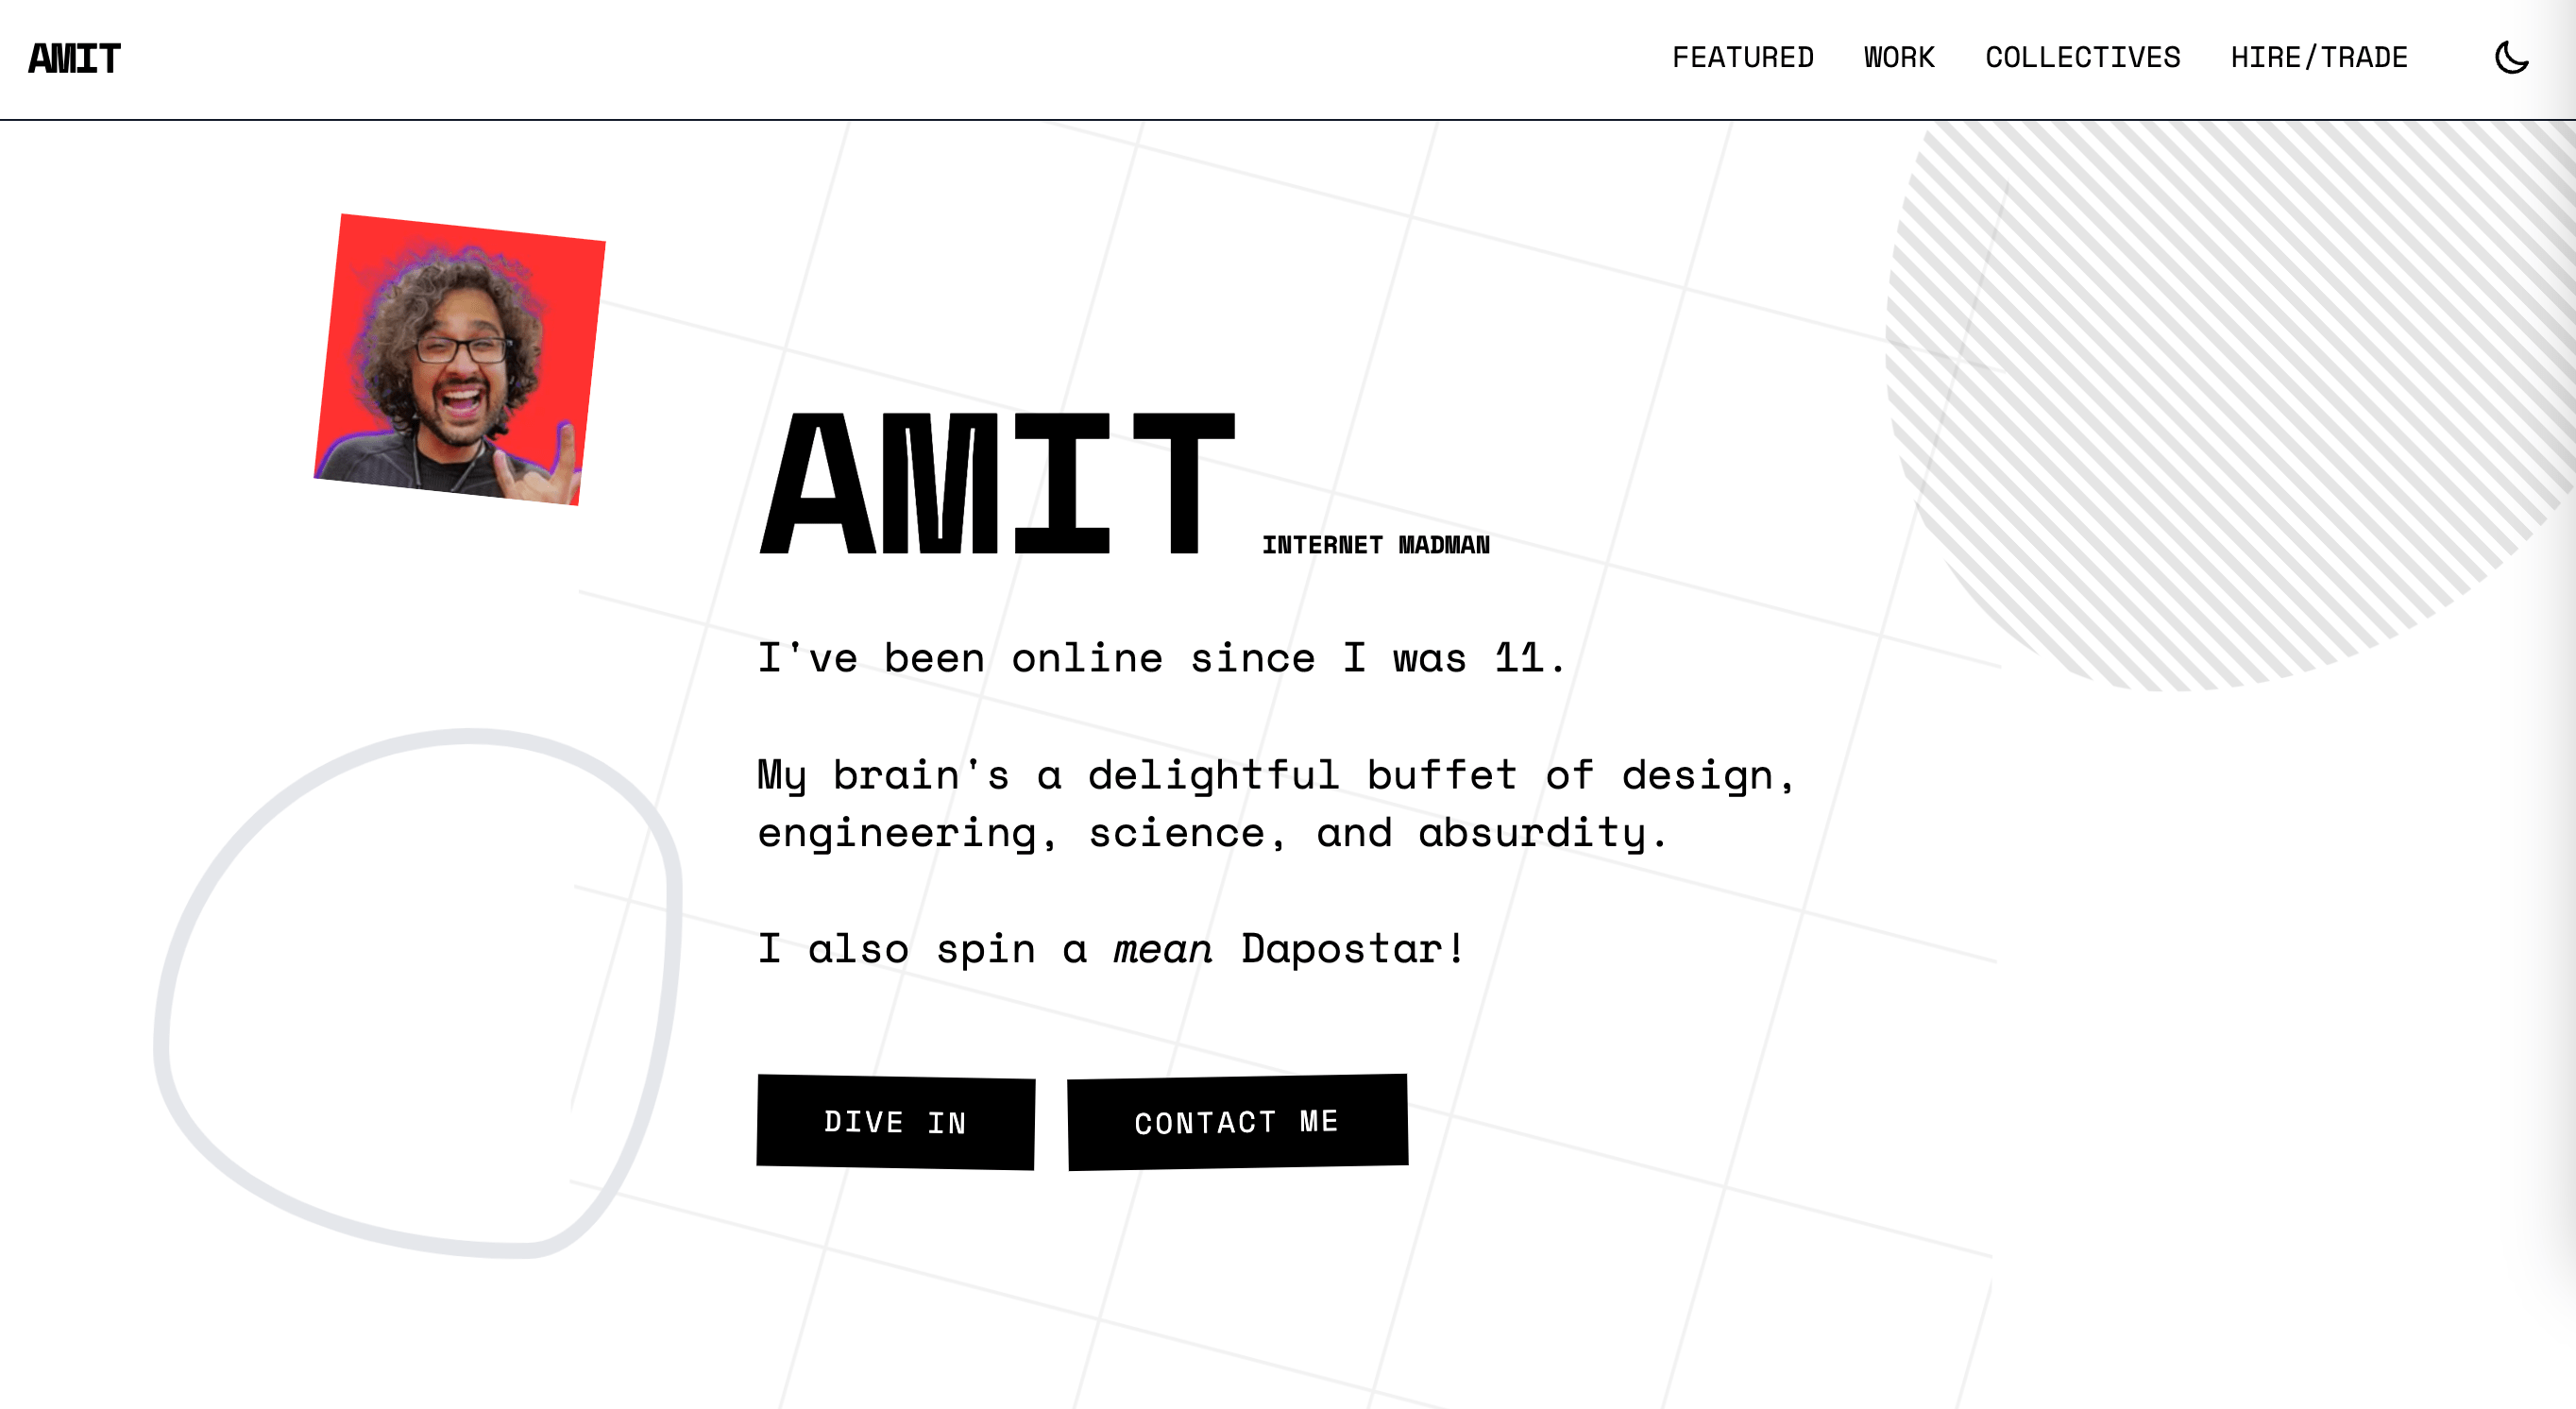 AMIT
FEATURED WORK COLLECTIVES HIRE/TRADE
AMIT INTERNET MADMAN
I've been online since I was 11.
My brain's a delightful buffet of design,
engineering, science, and absurdity.
I also spin a mean Dapostar!
DIVE IN CONTACT ME